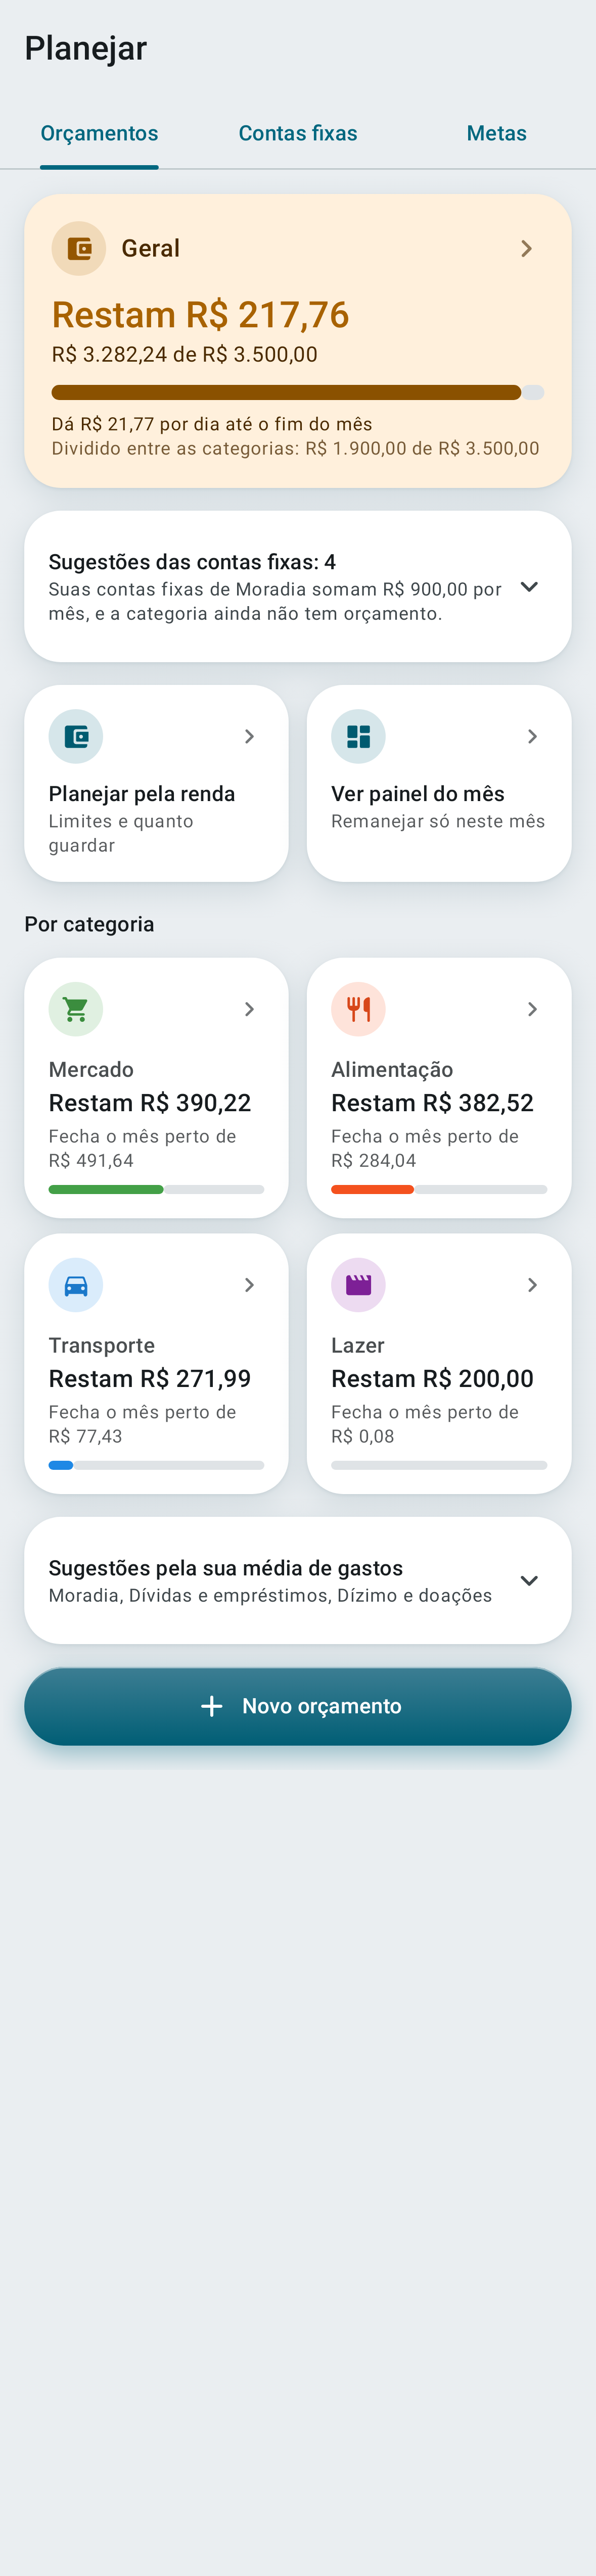 Planejar
Orçamentos
Contas fixas
Metas
Geral
Restam R$ 217,76
R$ 3.282,24 de R$ 3.500,00
Dá R$ 21,77 por dia até o fim do mês
Dividido entre as categorias: R$ 1.900,00 de R$ 3.500,00
Sugestões das contas fixas: 4
Suas contas fixas de Moradia somam R$ 900,00 por
mês, e a categoria ainda não tem orçamento.
Planejar pela renda
Limites e quanto
guardar
Ver painel do mês
Remanejar só neste mês
Por categoria
Mercado
Restam R$ 390,22
Fecha o mês perto de
R$ 491,64
Alimentação
Restam R$ 382,52
Fecha o mês perto de
R$ 284,04
Transporte
Restam R$ 271,99
Fecha o mês perto de
R$ 77,43
Lazer
Restam R$ 200,00
Fecha o mês perto de
R$ 0,08
Sugestões pela sua média de gastos
Moradia, Dívidas e empréstimos, Dízimo e doações
Novo orçamento